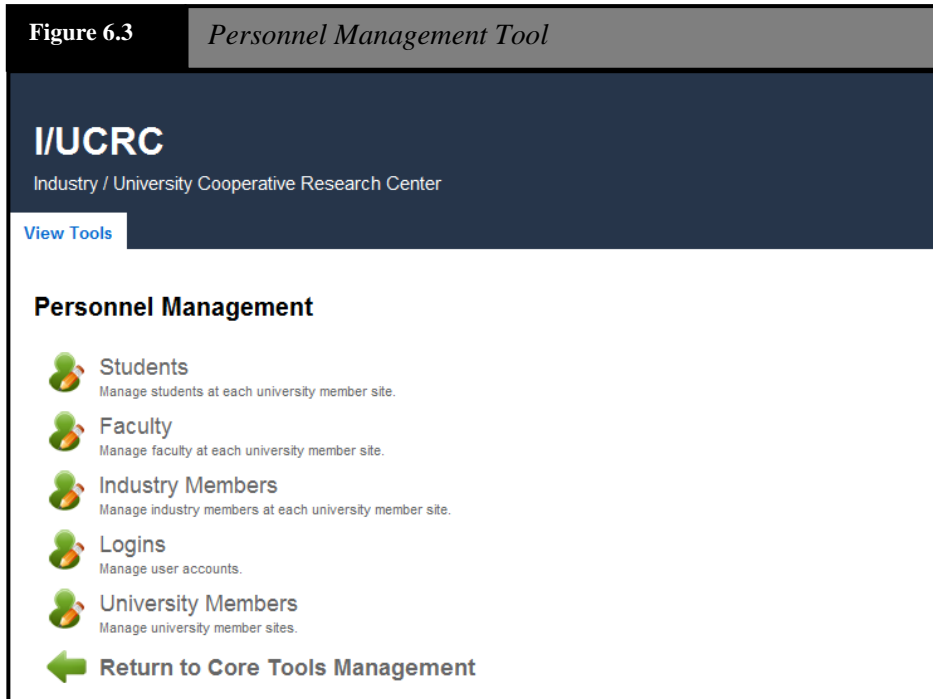 Figure 6.3 Personnel Management Tool
I/UCRC
Industry / University Cooperative Research Center
View Tools
Personnel Management
Students
Manage students at each university member site.
Faculty
Manage faculty at each university member site.
Industry Members
Manage industry members at each university member site.
Logins
Manage user accounts.
University Members
Manage university member sites.
Return to Core Tools Management